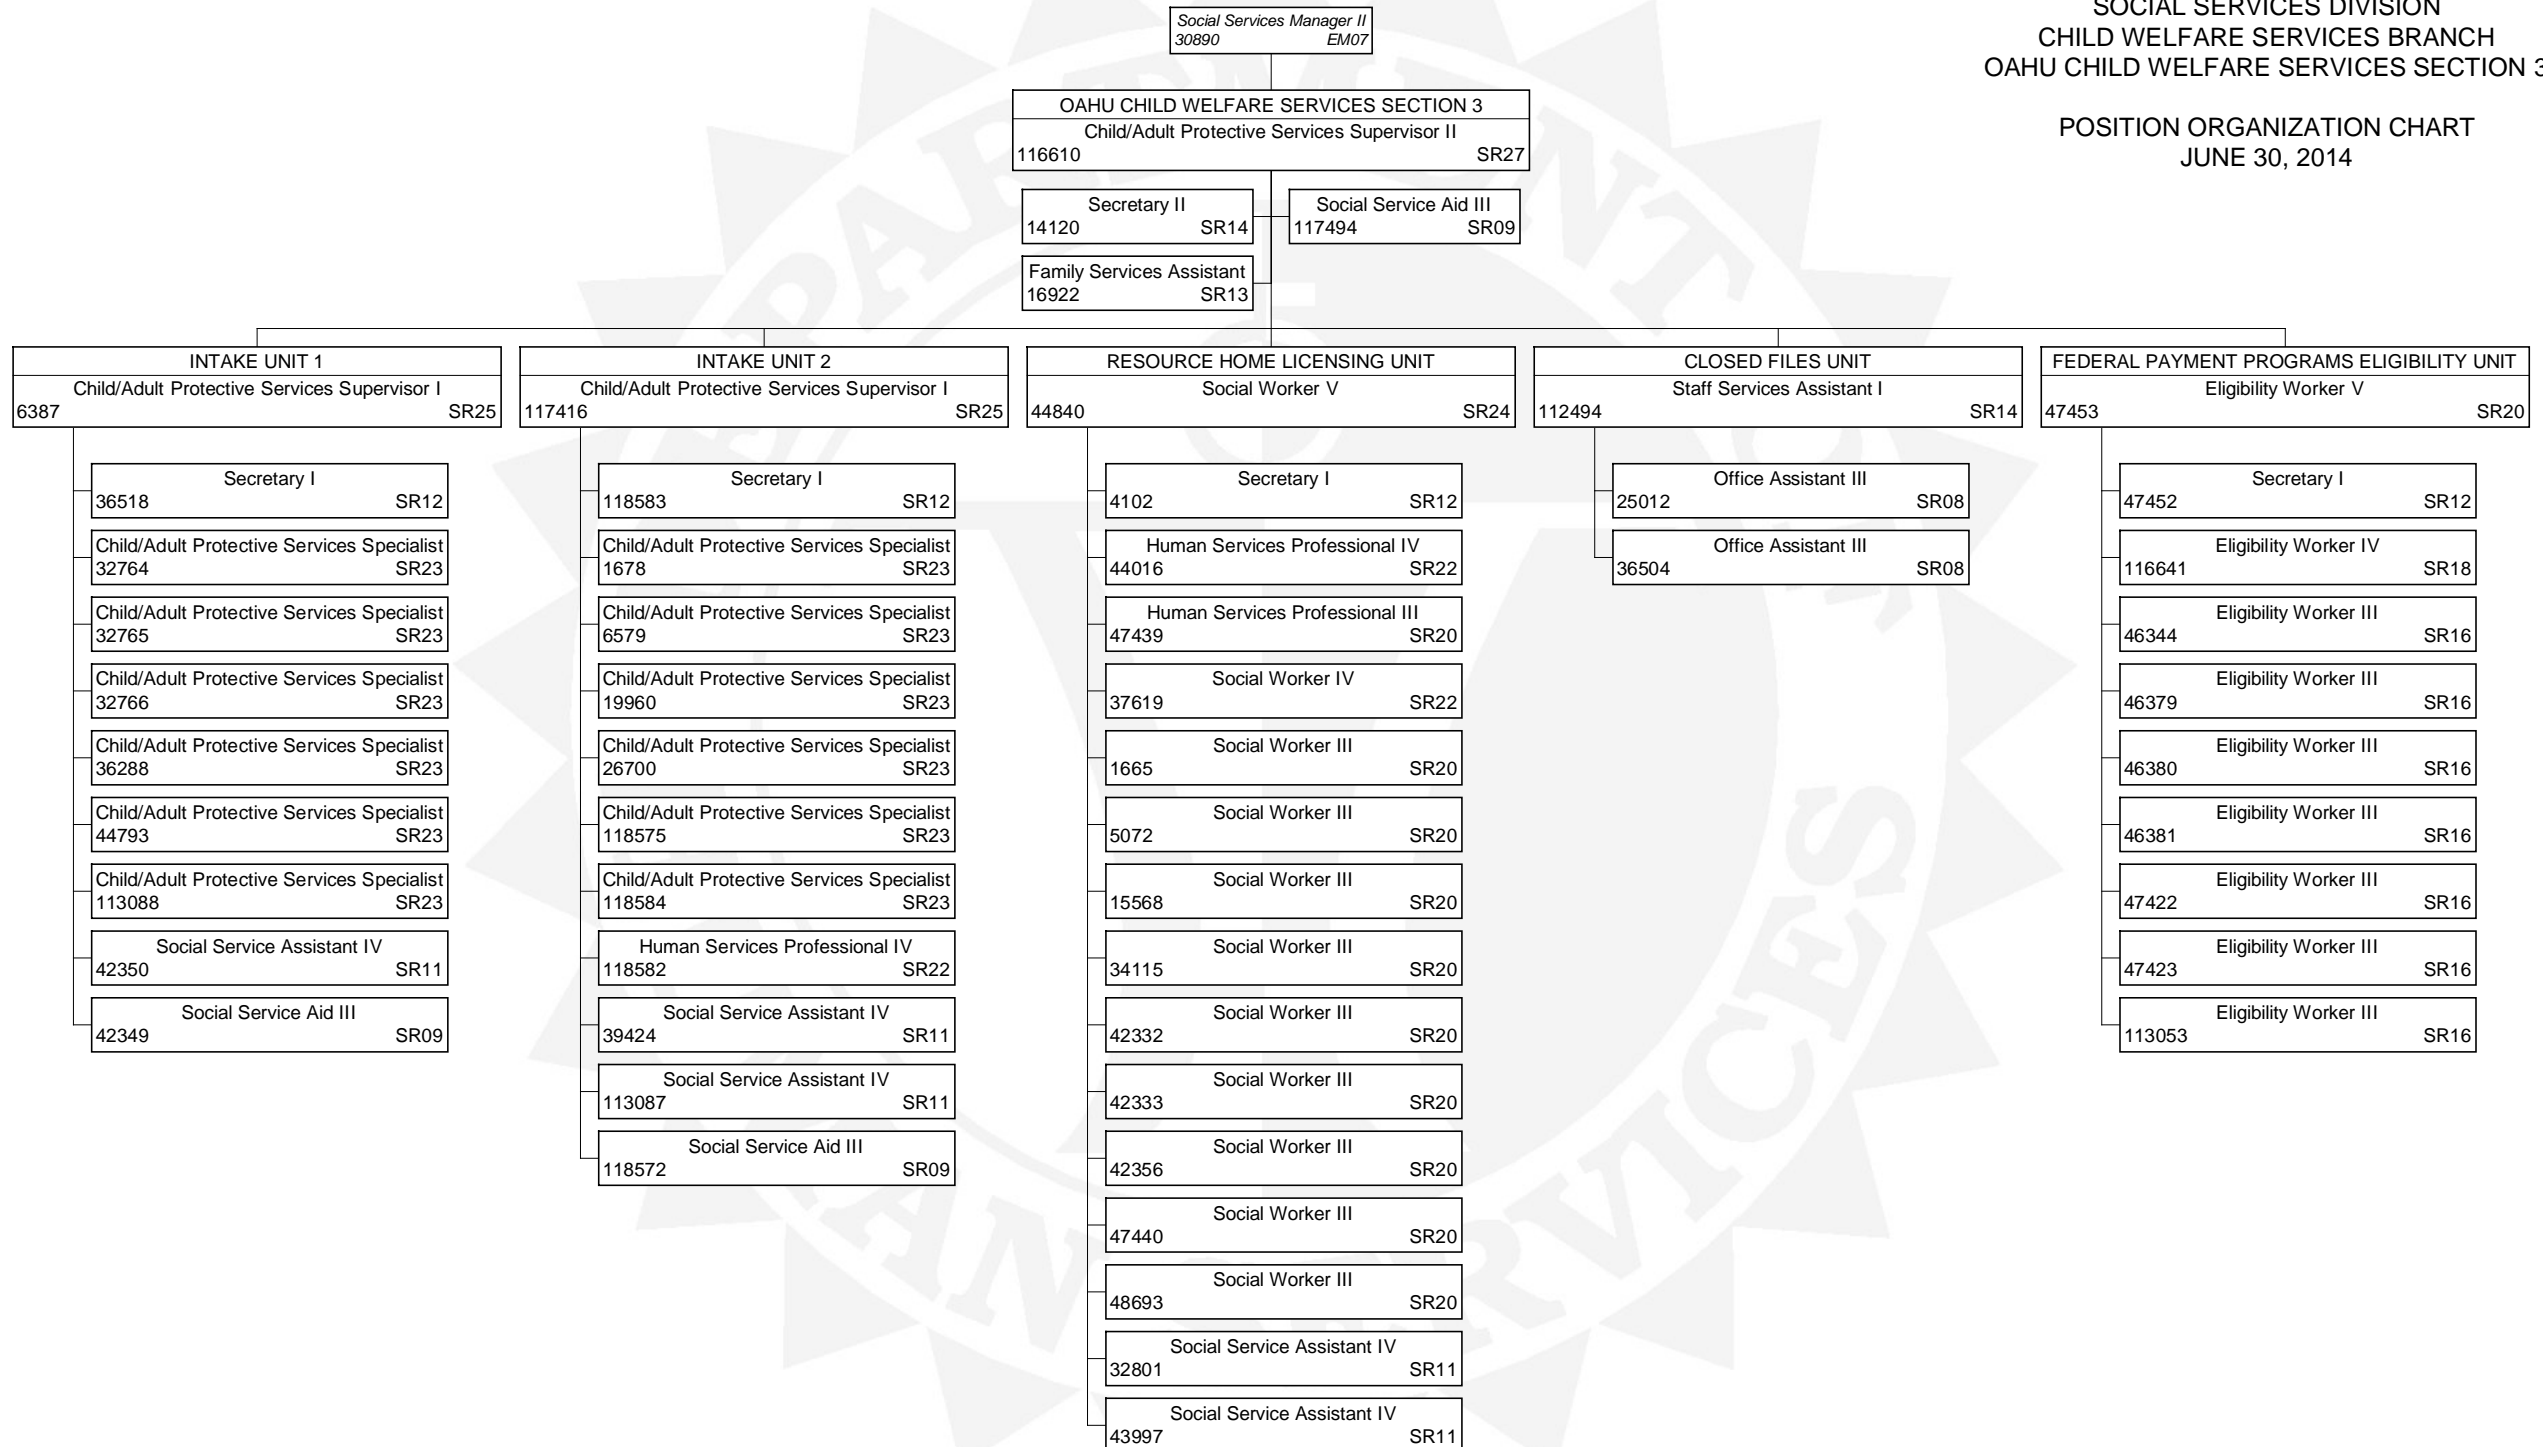 SOCIAL SERVICES DIVISION
CHILD WELFARE SERVICES BRANCH
OAHU CHILD WELFARE SERVICES SECTION 3
POSITION ORGANIZATION CHART
JUNE 30, 2014
Social Services Manager II
30890 EM07
OAHU CHILD WELFARE SERVICES SECTION 3
Child/Adult Protective Services Supervisor II
116610 SR27
Secretary II
14120 SR14
Social Service Aid III
117494 SR09
Family Services Assistant
16922 SR13
INTAKE UNIT 1
Child/Adult Protective Services Supervisor I
6387 SR25
Secretary I
36518 SR12
Child/Adult Protective Services Specialist
32764 SR23
Child/Adult Protective Services Specialist
32765 SR23
Child/Adult Protective Services Specialist
32766 SR23
Child/Adult Protective Services Specialist
36288 SR23
Child/Adult Protective Services Specialist
44793 SR23
Child/Adult Protective Services Specialist
113088 SR23
Social Service Assistant IV
42350 SR11
Social Service Aid III
42349 SR09
INTAKE UNIT 2
Child/Adult Protective Services Supervisor I
117416 SR25
Secretary I
118583 SR12
Child/Adult Protective Services Specialist
1678 SR23
Child/Adult Protective Services Specialist
6579 SR23
Child/Adult Protective Services Specialist
19960 SR23
Child/Adult Protective Services Specialist
26700 SR23
Child/Adult Protective Services Specialist
118575 SR23
Child/Adult Protective Services Specialist
118584 SR23
Human Services Professional IV
118582 SR22
Social Service Assistant IV
39424 SR11
Social Service Assistant IV
113087 SR11
Social Service Aid III
118572 SR09
RESOURCE HOME LICENSING UNIT
Social Worker V
44840 SR24
Secretary I
4102 SR12
Human Services Professional IV
44016 SR22
Human Services Professional III
47439 SR20
Social Worker IV
37619 SR22
Social Worker III
1665 SR20
Social Worker III
5072 SR20
Social Worker III
15568 SR20
Social Worker III
34115 SR20
Social Worker III
42332 SR20
Social Worker III
42333 SR20
Social Worker III
42356 SR20
Social Worker III
47440 SR20
Social Worker III
48693 SR20
Social Service Assistant IV
32801 SR11
Social Service Assistant IV
43997 SR11
CLOSED FILES UNIT
Staff Services Assistant I
112494 SR14
Office Assistant III
25012 SR08
Office Assistant III
36504 SR08
FEDERAL PAYMENT PROGRAMS ELIGIBILITY UNIT
Eligibility Worker V
47453 SR20
Secretary I
47452 SR12
Eligibility Worker IV
116641 SR18
Eligibility Worker III
46344 SR16
Eligibility Worker III
46379 SR16
Eligibility Worker III
46380 SR16
Eligibility Worker III
46381 SR16
Eligibility Worker III
47422 SR16
Eligibility Worker III
47423 SR16
Eligibility Worker III
113053 SR16